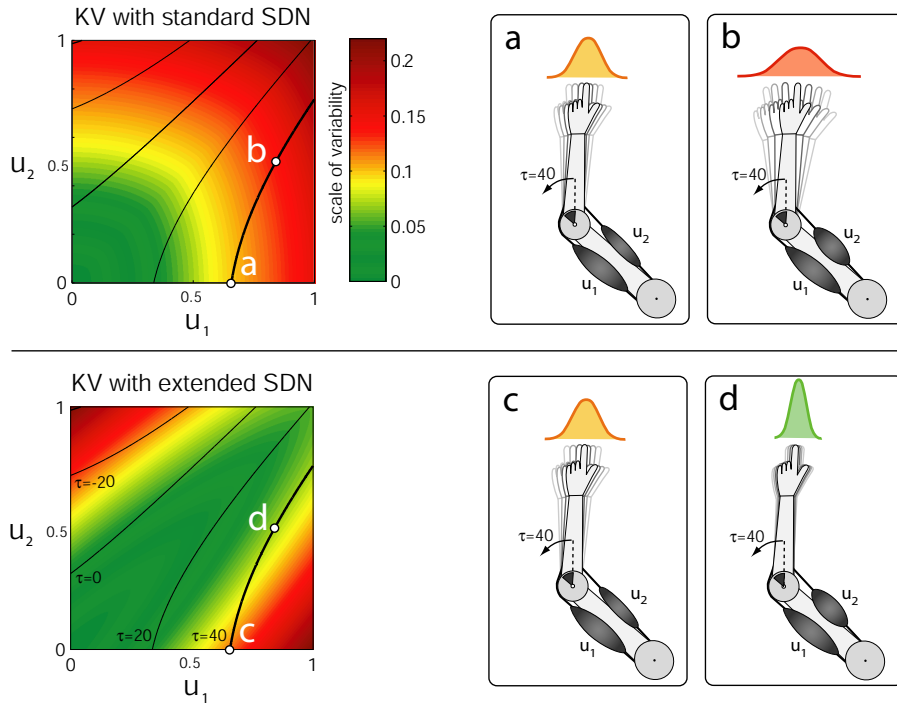 KV with standard SDN
1
0.5
0
u2
a
b
0
0.5
1
u1
0.2
0.15
0.1
0.05
0
scale of variability
a
τ=40
u2
u1
b
τ=40
u2
u1
KV with extended SDN
1
0.5
0
u2
τ=-20
τ=0
τ=20
τ=40
c
d
0
0.5
1
u1
c
τ=40
u2
u1
d
τ=40
u2
u1